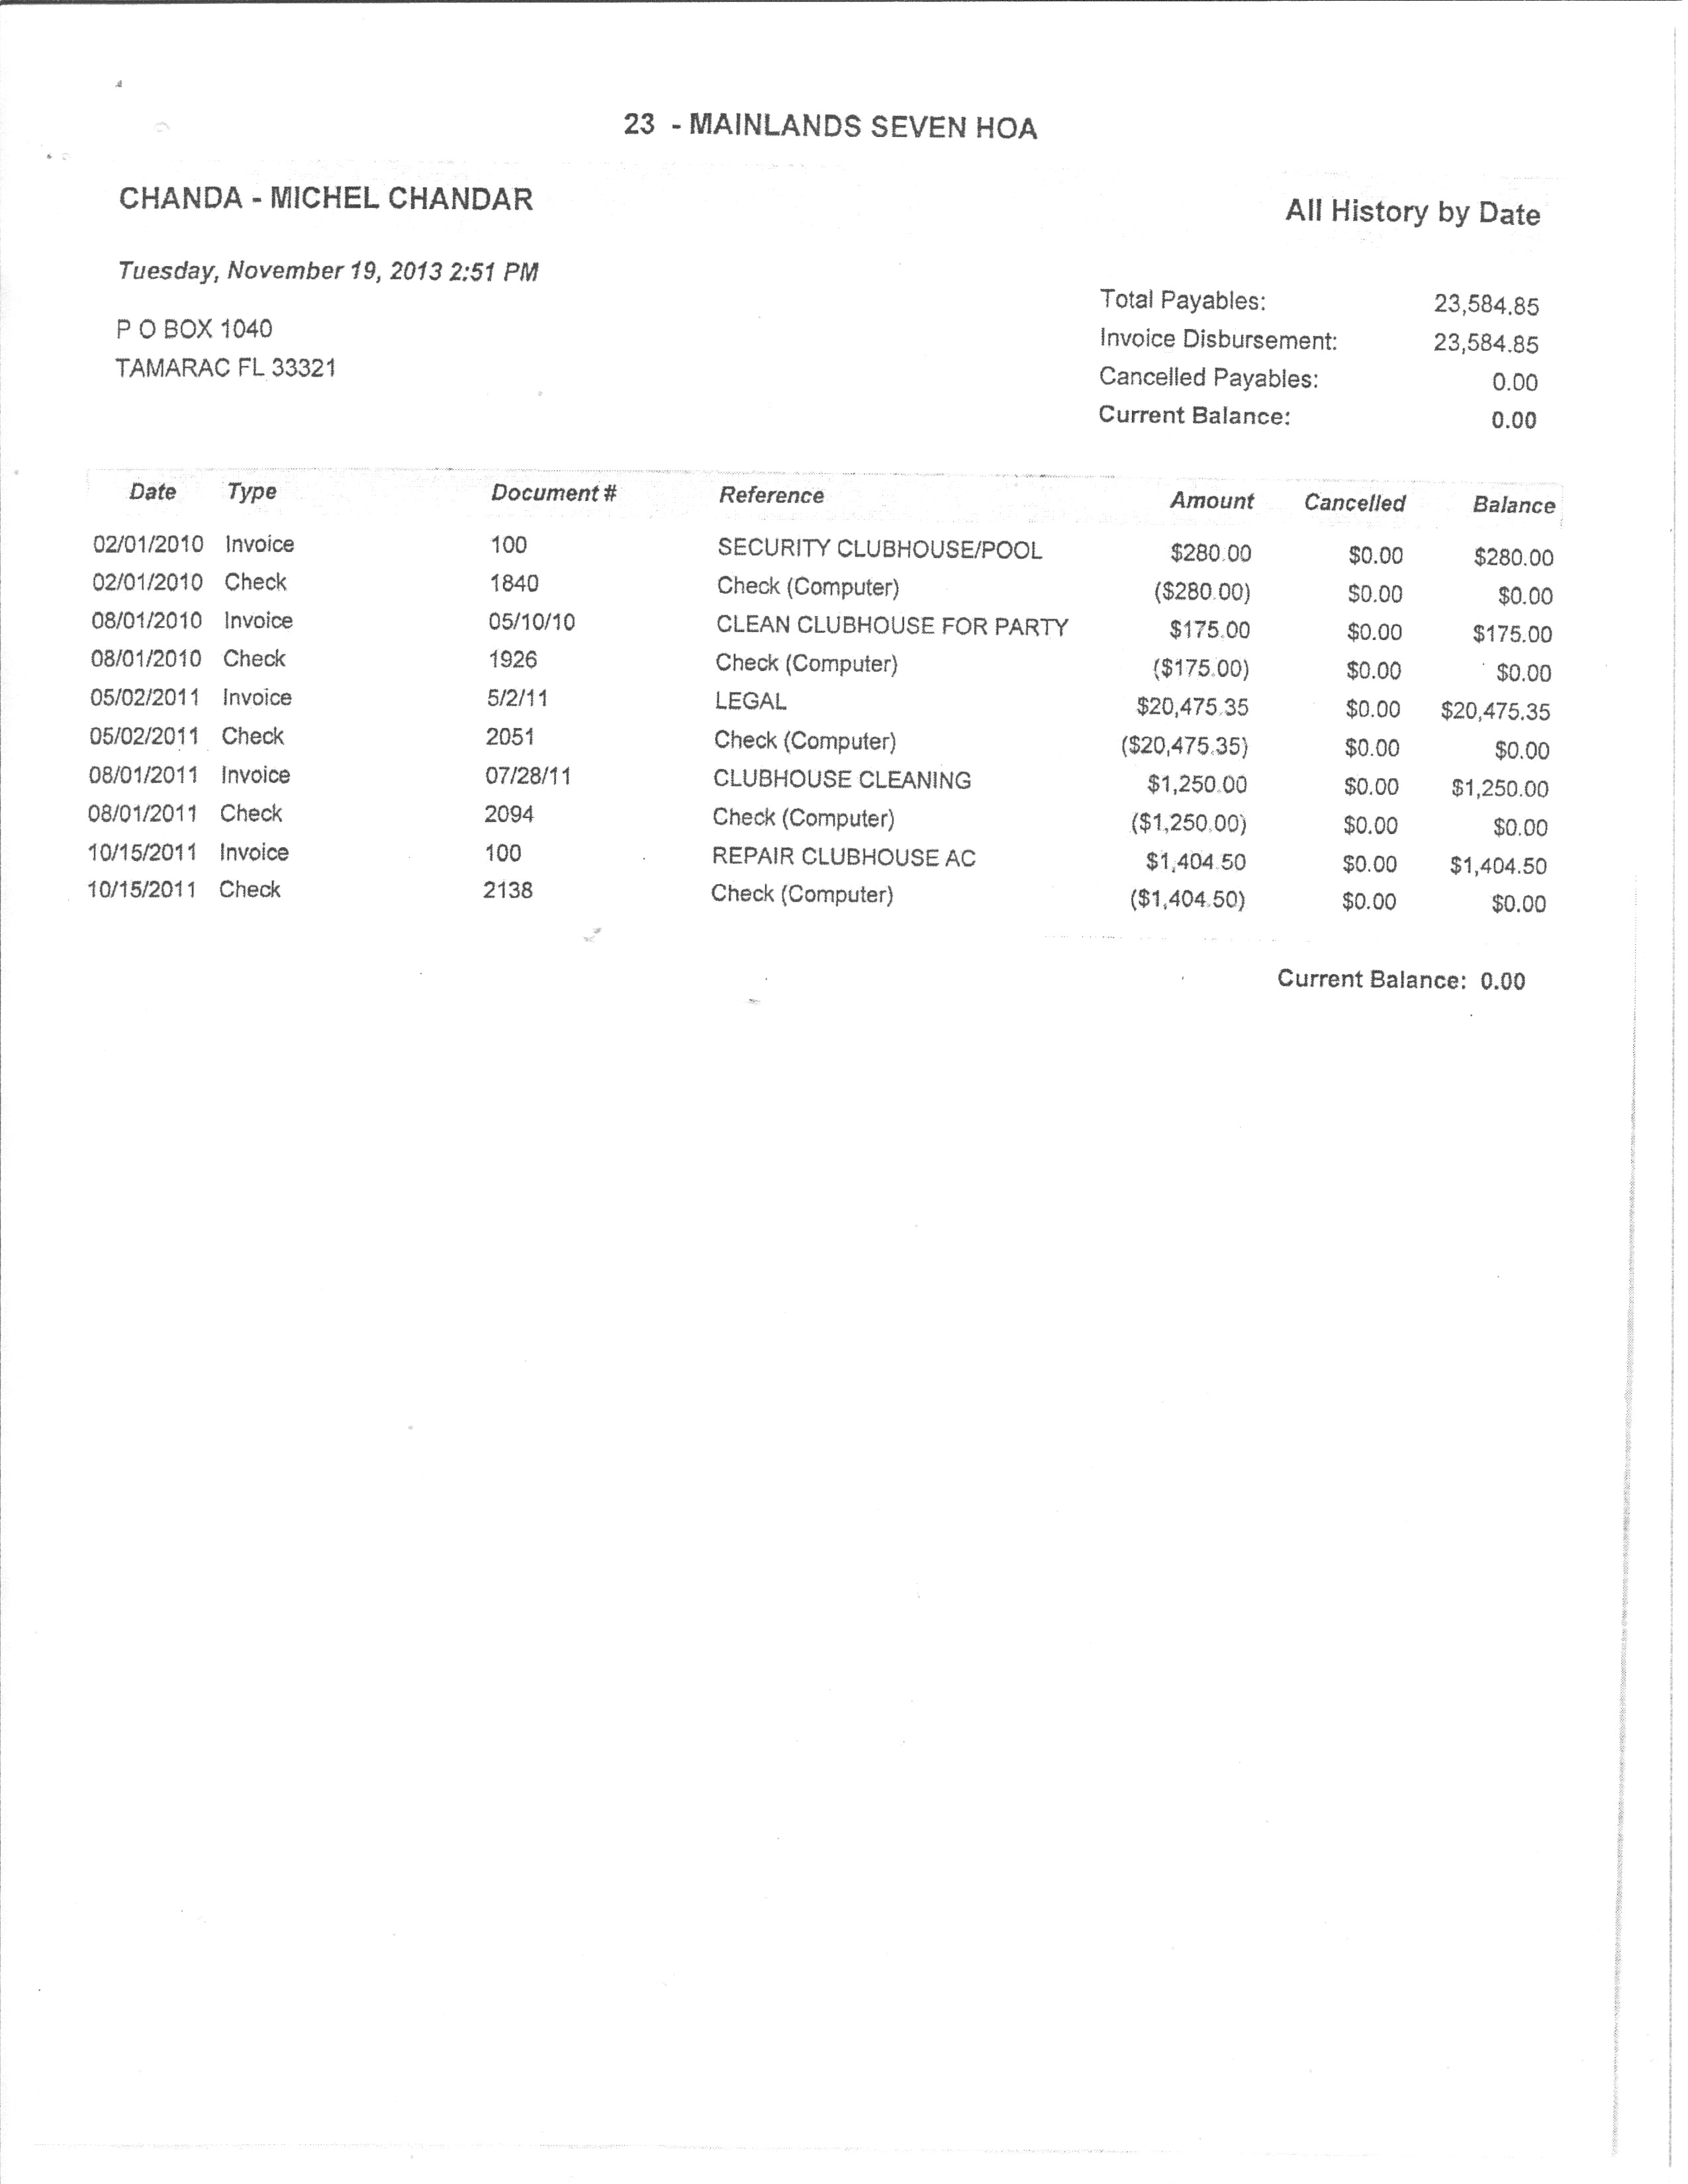 23 - MAINLANDS SEVEN HOA
CHANDA - MICHEL CHANDAR
All History by Date
Tuesday, November 19, 2013 2:51 PM
P O BOX 1040
TAMARAC FL 33321
Total Payables: 23,584.85
Invoice Disbursement: 23,584.85
Cancelled Payables: 0.00
Current Balance: 0.00
Date Type Document # Reference Amount Cancelled Balance
02/01/2010 Invoice 100 SECURITY CLUBHOUSE/POOL $280.00 $0.00 $280.00
02/01/2010 Check 1840 Check (Computer) ($280.00) $0.00 $0.00
08/01/2010 Invoice 05/10/10 CLEAN CLUBHOUSE FOR PARTY $175.00 $0.00 $175.00
08/01/2010 Check 1926 Check (Computer) ($175.00) $0.00 $0.00
05/02/2011 Invoice 5/2/11 LEGAL $20,475.35 $0.00 $20,475.35
05/02/2011 Check 2051 Check (Computer) ($20,475.35) $0.00 $0.00
08/01/2011 Invoice 07/28/11 CLUBHOUSE CLEANING $1,250.00 $0.00 $1,250.00
08/01/2011 Check 2094 Check (Computer) ($1,250.00) $0.00 $0.00
10/15/2011 Invoice 100 REPAIR CLUBHOUSE AC $1,404.50 $0.00 $1,404.50
10/15/2011 Check 2138 Check (Computer) ($1,404.50) $0.00 $0.00
Current Balance: 0.00